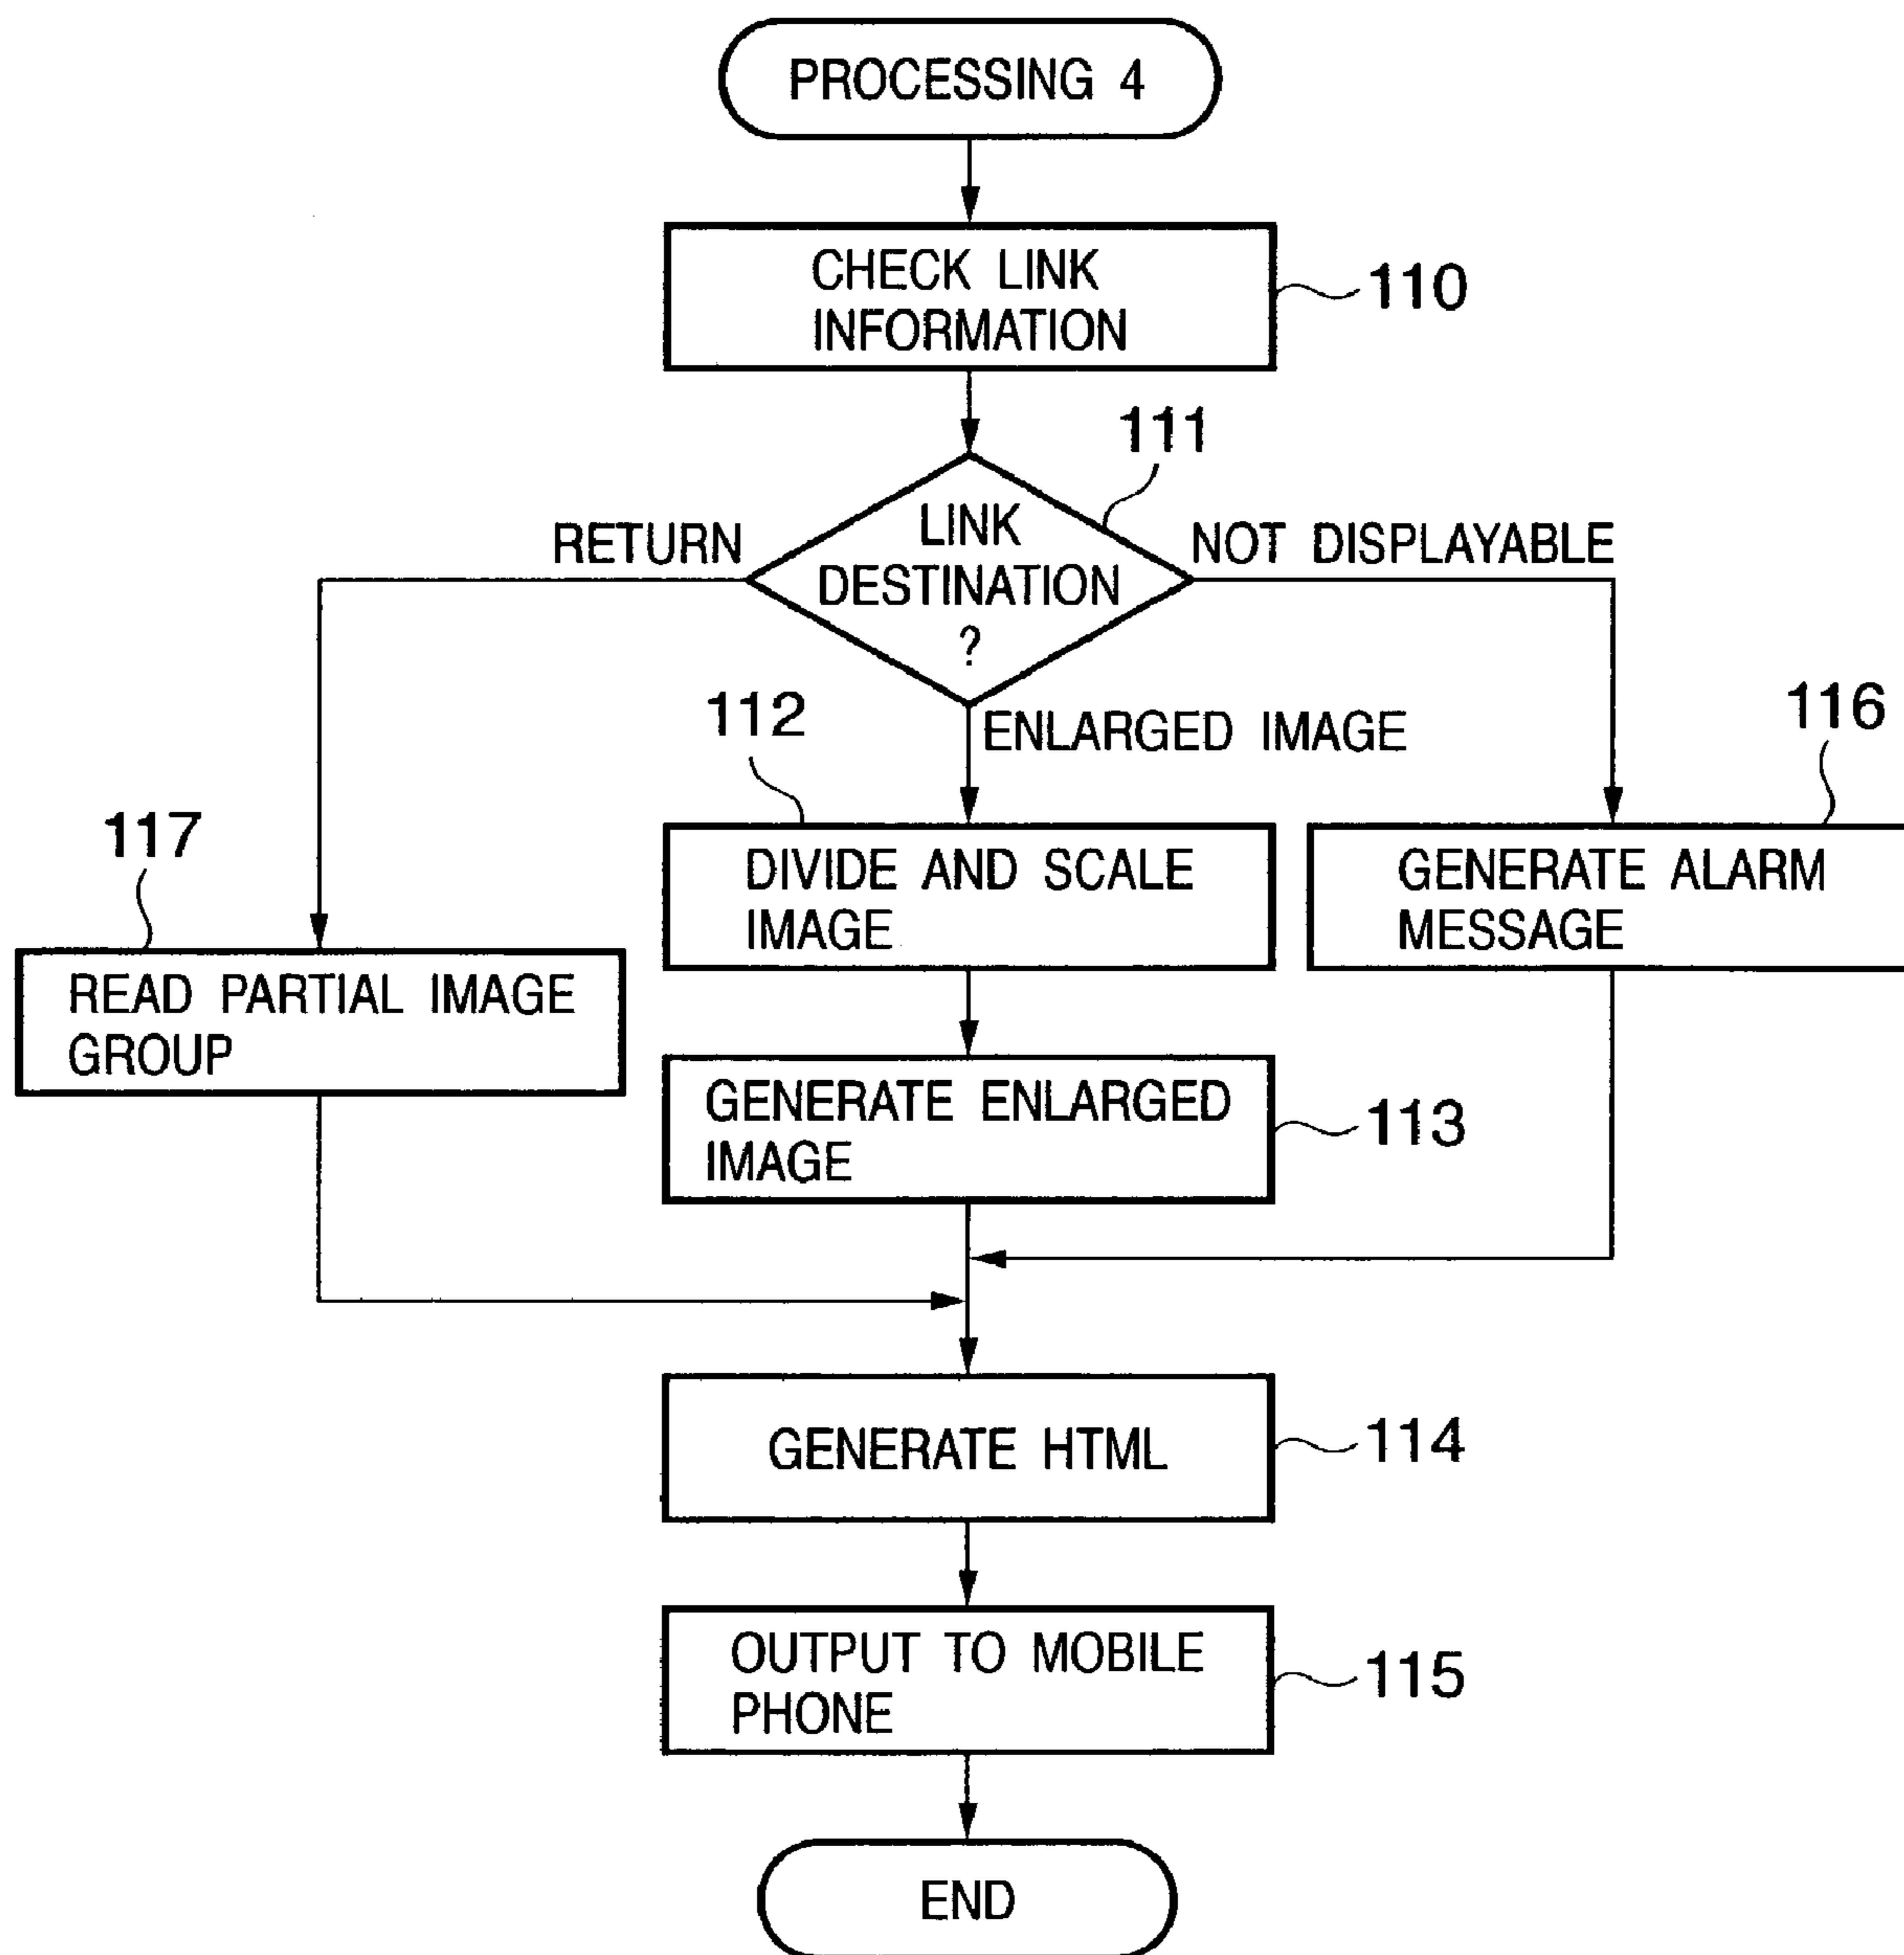 PROCESSING 4
CHECK LINK
INFORMATION
110
111
LINK
DESTINATION
?
RETURN
NOT DISPLAYABLE
ENLARGED IMAGE
112
116
117
DIVIDE AND SCALE
IMAGE
GENERATE ALARM
MESSAGE
READ PARTIAL IMAGE
GROUP
GENERATE ENLARGED
IMAGE
113
GENERATE HTML
114
OUTPUT TO MOBILE
PHONE
115
END